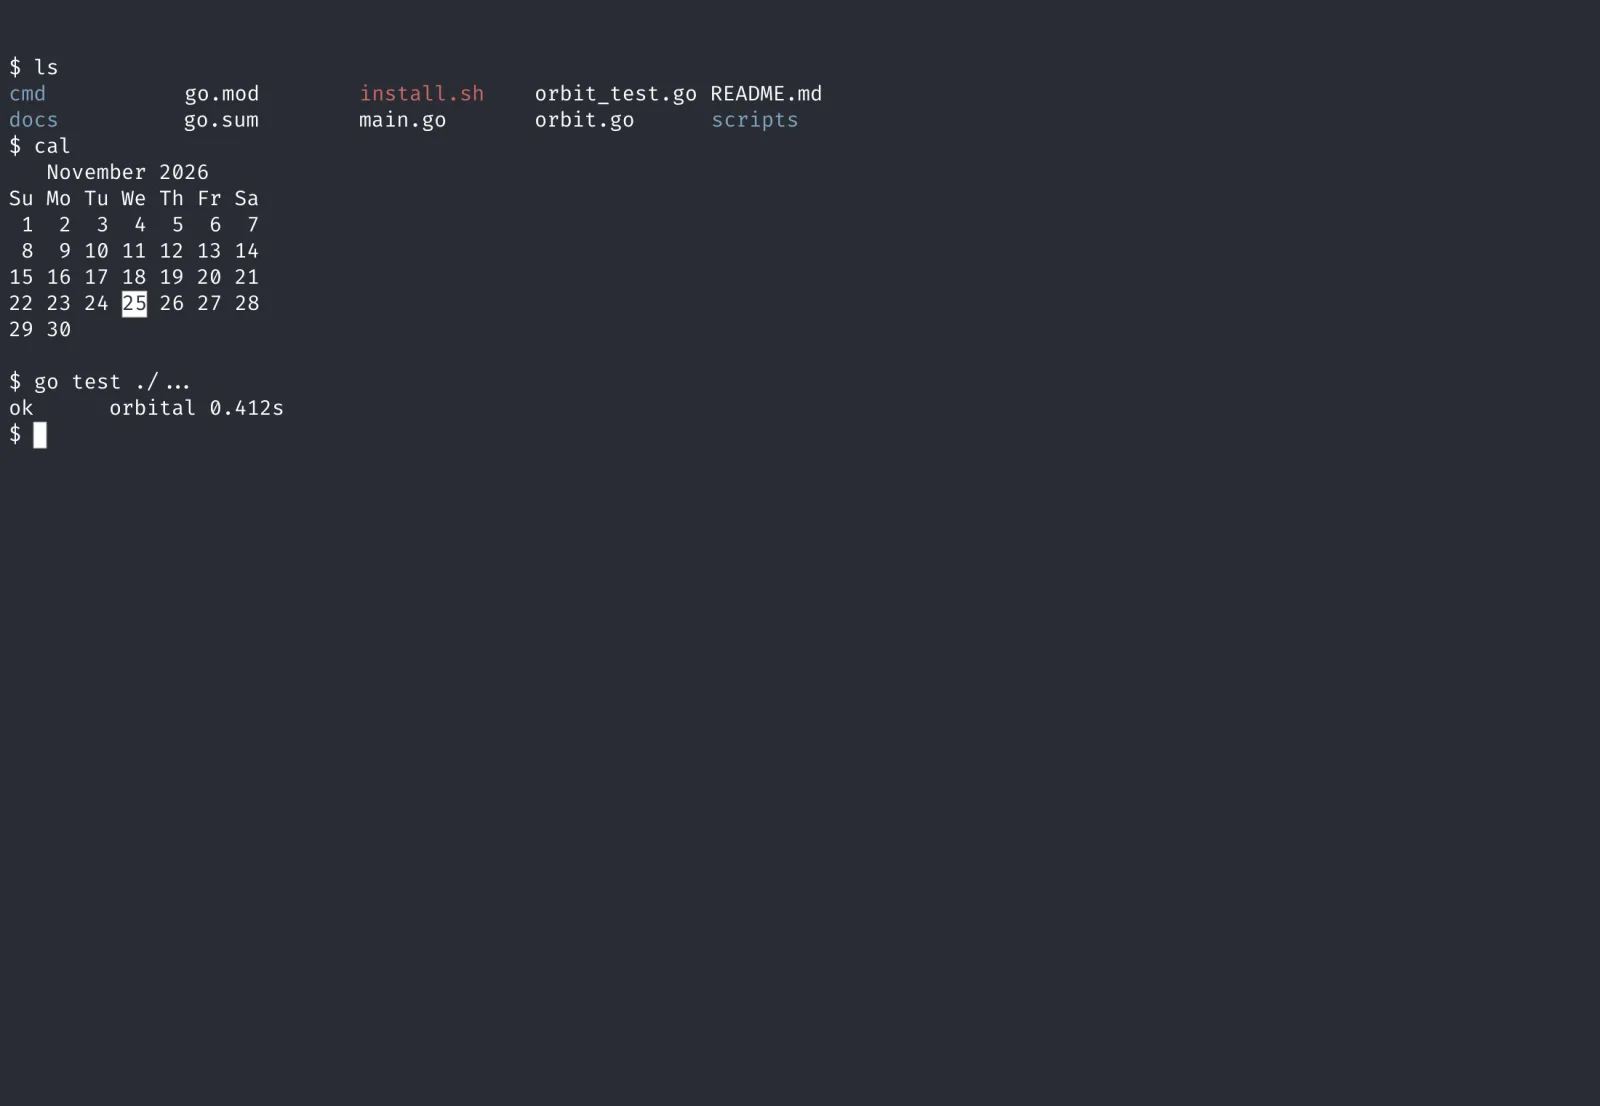 $ ls
cmd           go.mod        install.sh    orbit_test.go README.md
docs          go.sum        main.go       orbit.go      scripts
$ cal
   November 2026
Su Mo Tu We Th Fr Sa
 1  2  3  4  5  6  7
 8  9 10 11 12 13 14
15 16 17 18 19 20 21
22 23 24 25 26 27 28
29 30
$ go test ./...
ok      orbital 0.412s
$